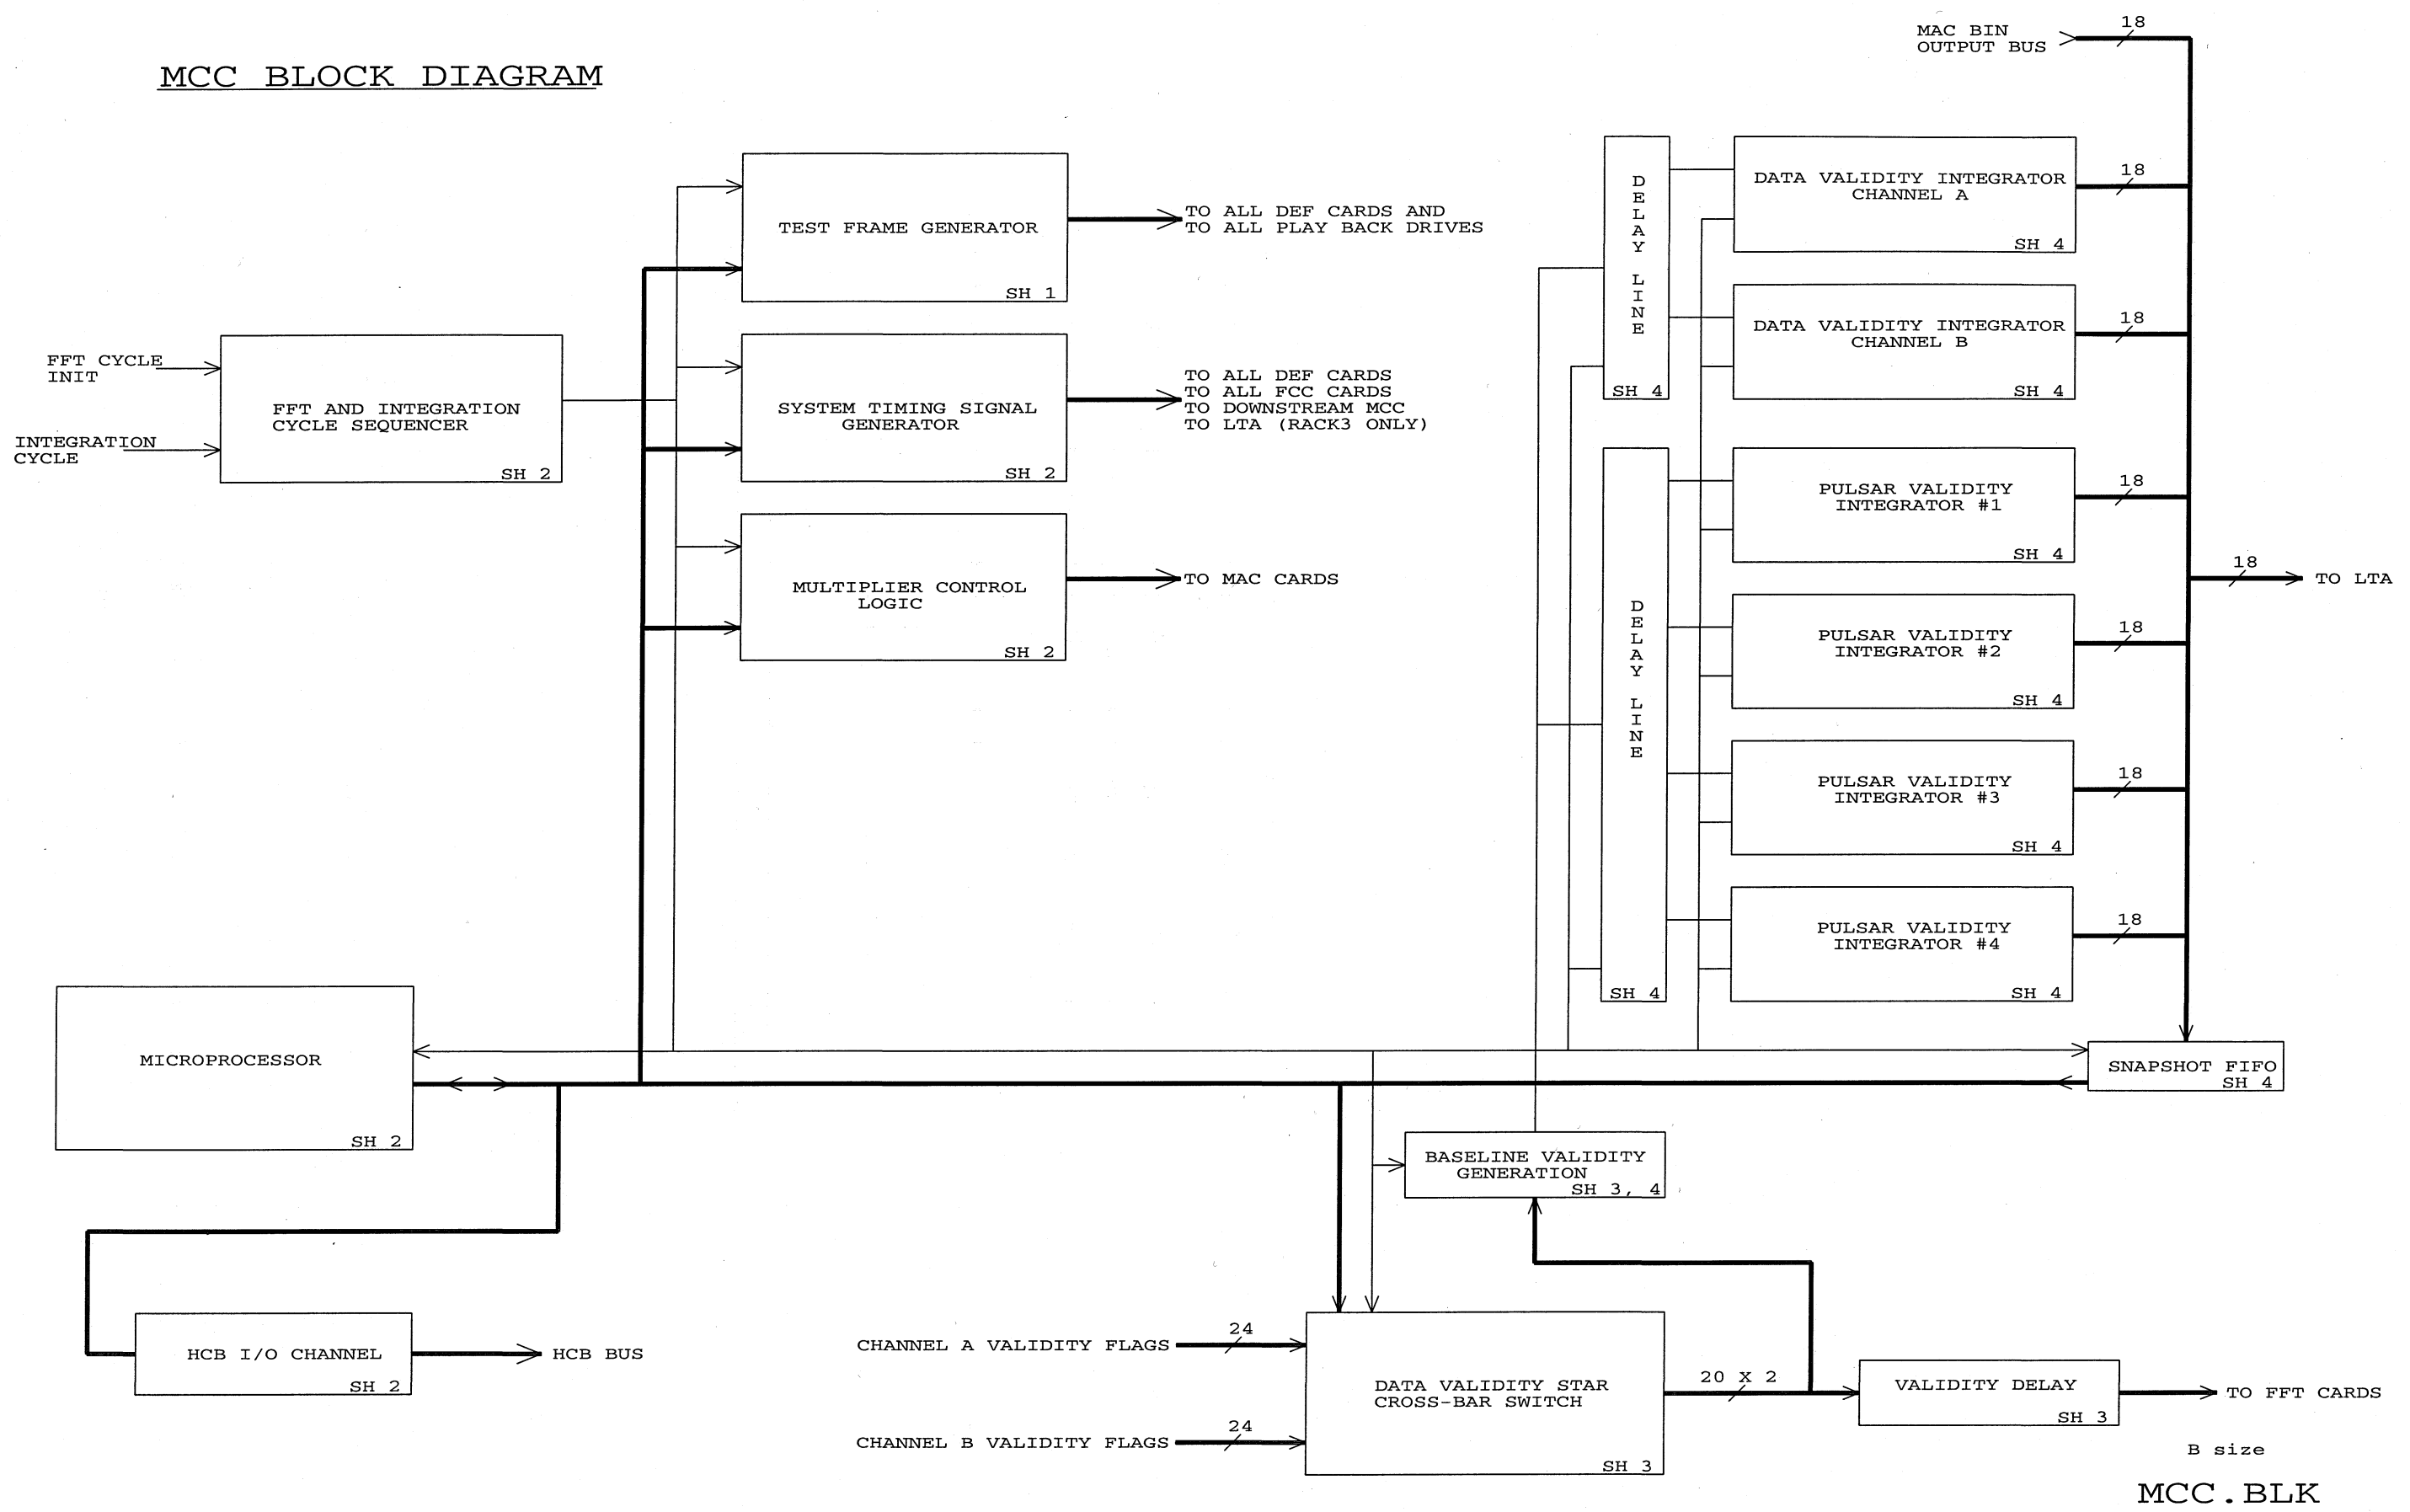 MCC BLOCK DIAGRAM
MAC BIN
OUTPUT BUS
18
TEST FRAME GENERATOR
SH 1
TO ALL DEF CARDS AND
TO ALL PLAY BACK DRIVES
DELAY LINE
SH 4
DATA VALIDITY INTEGRATOR
CHANNEL A
SH 4
18
DATA VALIDITY INTEGRATOR
CHANNEL B
SH 4
18
FFT CYCLE
INIT
INTEGRATION
CYCLE
FFT AND INTEGRATION
CYCLE SEQUENCER
SH 2
SYSTEM TIMING SIGNAL
GENERATOR
SH 2
TO ALL DEF CARDS
TO ALL FCC CARDS
TO DOWNSTREAM MCC
TO LTA (RACK3 ONLY)
MULTIPLIER CONTROL
LOGIC
SH 2
TO MAC CARDS
DELAY LINE
SH 4
PULSAR VALIDITY
INTEGRATOR #1
SH 4
18
18
TO LTA
PULSAR VALIDITY
INTEGRATOR #2
SH 4
18
PULSAR VALIDITY
INTEGRATOR #3
SH 4
18
PULSAR VALIDITY
INTEGRATOR #4
SH 4
18
MICROPROCESSOR
SH 2
SNAPSHOT FIFO
SH 4
BASELINE VALIDITY
GENERATION
SH 3, 4
HCB I/O CHANNEL
SH 2
HCB BUS
CHANNEL A VALIDITY FLAGS
24
CHANNEL B VALIDITY FLAGS
24
DATA VALIDITY STAR
CROSS-BAR SWITCH
SH 3
20 X 2
VALIDITY DELAY
SH 3
TO FFT CARDS
B size
MCC.BLK